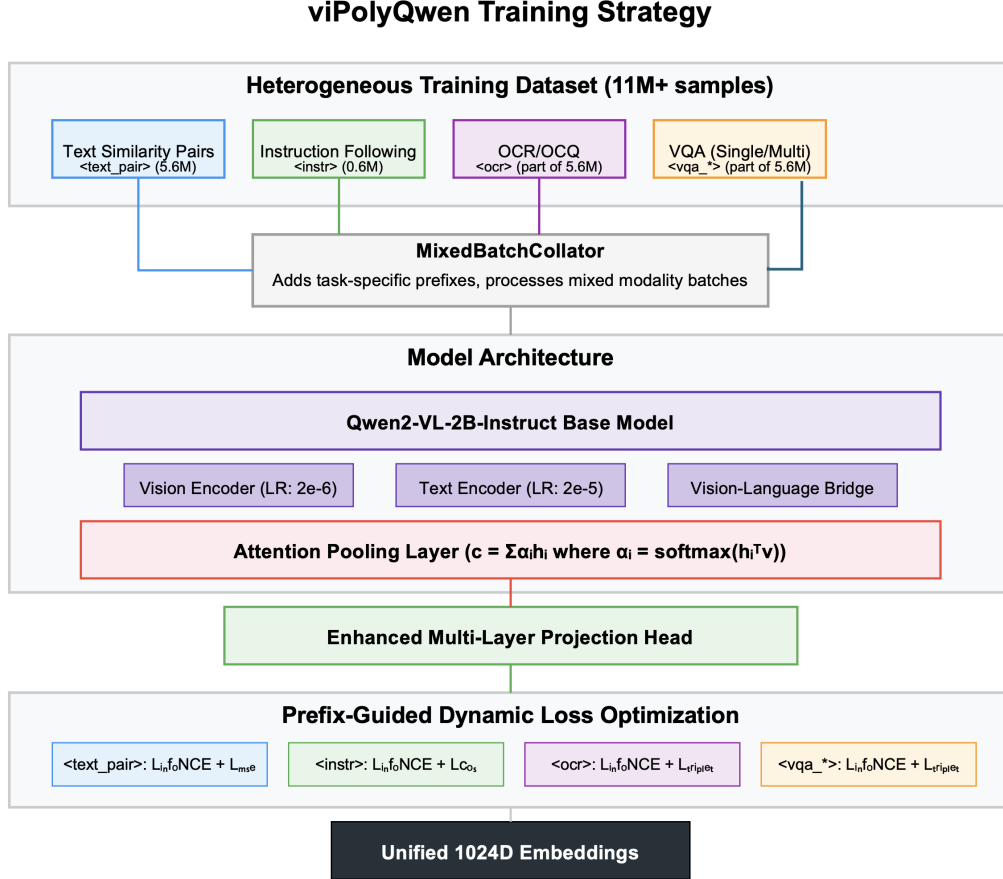 viPolyQwen Training Strategy
Heterogeneous Training Dataset (11M+ samples)
Text Similarity Pairs
<text_pair> (5.6M)
Instruction Following
<instr> (0.6M)
OCR/OCQ
<ocr> (part of 5.6M)
VQA (Single/Multi)
<vqa_*> (part of 5.6M)
MixedBatchCollator
Adds task-specific prefixes, processes mixed modality batches
Model Architecture
Qwen2-VL-2B-Instruct Base Model
Vision Encoder (LR: 2e-6)
Text Encoder (LR: 2e-5)
Vision-Language Bridge
Attention Pooling Layer (c = Σαᵢhᵢ where αᵢ = softmax(hᵢᵀv))
Enhanced Multi-Layer Projection Head
Prefix-Guided Dynamic Loss Optimization
<text_pair>: LᵢₙfₒNCE + Lₘₛₑ
<instr>: LᵢₙfₒNCE + Lcₒₛ
<ocr>: LᵢₙfₒNCE + Lₜᵣᵢₚₗₑₜ
<vqa_*>: LᵢₙfₒNCE + Lₜᵣᵢₚₗₑₜ
Unified 1024D Embeddings